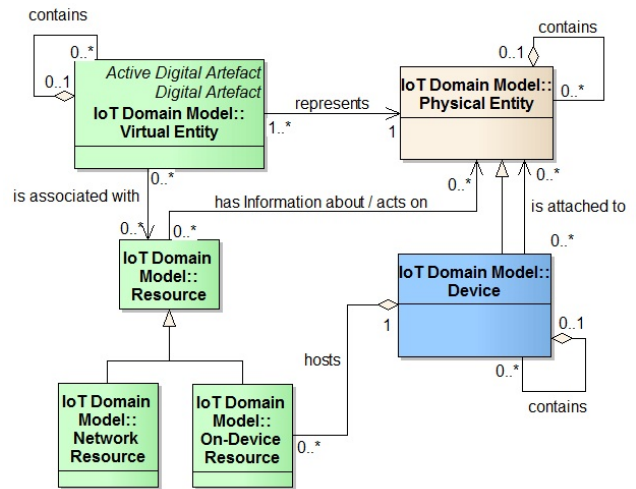 contains
0..*
0..1
Active Digital Artefact
Digital Artefact
IoT Domain Model::
Virtual Entity
represents
1..*
1
contains
0..1
0..*
IoT Domain Model::
Physical Entity
is associated with
0..*
0..*
has Information about / acts on
0..*
0..*
is attached to
0..*
0..*
IoT Domain
Model::
Resource
IoT Domain Model::
Device
1
hosts
0..*
0..1
0..*
contains
IoT Domain
Model::
Network
Resource
IoT Domain
Model::
On-Device
Resource